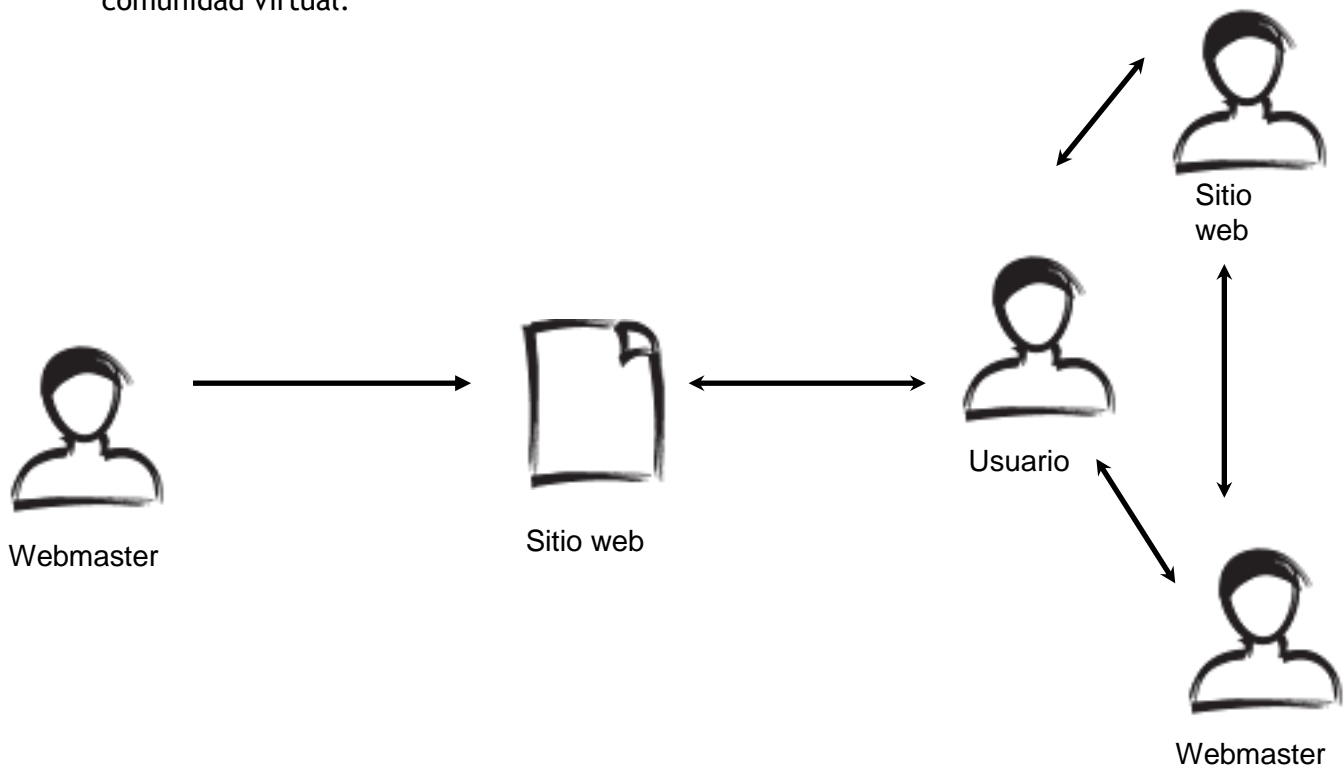 comunidad virtual.
Sitio
web
Usuario
Sitio web
Webmaster
Webmaster